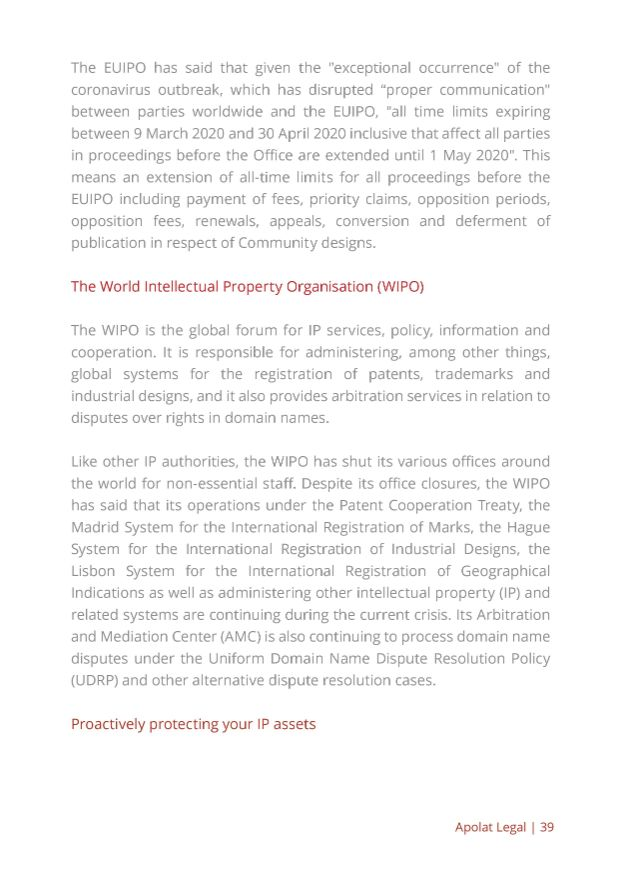 The EUIPO has said that given the "exceptional occurrence" of the
coronavirus outbreak, which has disrupted “proper communication"
between parties worldwide and the EUIPO, "all time limits expiring
between 9 March 2020 and 30 April 2020 inclusive that affect all parties
in proceedings before the Office are extended until 1 May 2020". This
means an extension of all-time limits for all proceedings before the
EUIPO including payment of fees, priority claims, opposition periods,
opposition fees, renewals, appeals, conversion and deferment of
publication in respect of Community designs.
The World Intellectual Property Organisation (WIPO)
The WIPO is the global forum for IP services, policy, information and
cooperation. It is responsible for administering, among other things,
global systems for the registration of patents, trademarks and
industrial designs, and it also provides arbitration services in relation to
disputes over rights in domain names.
Like other IP authorities, the WIPO has shut its various offices around
the world for non-essential staff. Despite its office closures, the WIPO
has said that its operations under the Patent Cooperation Treaty, the
Madrid System for the International Registration of Marks, the Hague
System for the International Registration of Industrial Designs, the
Lisbon System for the International Registration of Geographical
Indications as well as administering other intellectual property (IP) and
related systems are continuing during the current crisis. Its Arbitration
and Mediation Center (AMC) is also continuing to process domain name
disputes under the Uniform Domain Name Dispute Resolution Policy
(UDRP) and other alternative dispute resolution cases.
Proactively protecting your IP assets
Apolat Legal | 39